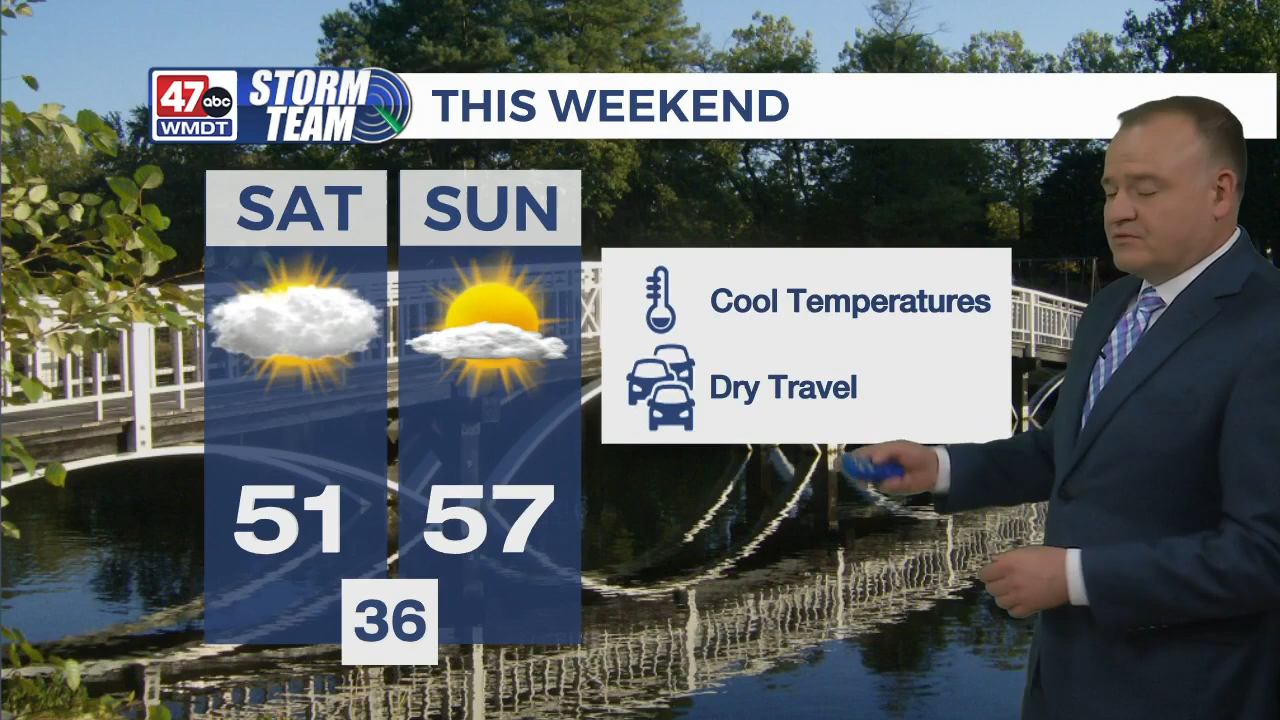 47 abc
WMDT
STORM
TEAM
THIS WEEKEND
SAT
SUN
Cool Temperatures
Dry Travel
51
57
36